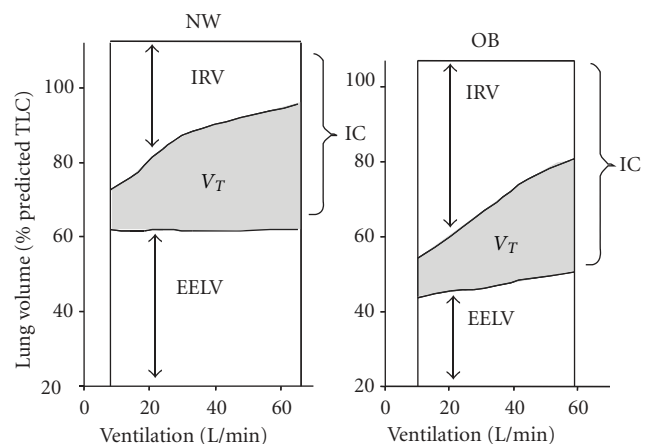 NW
Lung volume (% predicted TLC)
100
80
60
40
20
IRV
V_T
EELV
IC
0 20 40 60
Ventilation (L/min)
OB
100
80
60
40
20
IRV
V_T
EELV
IC
0 20 40 60
Ventilation (L/min)